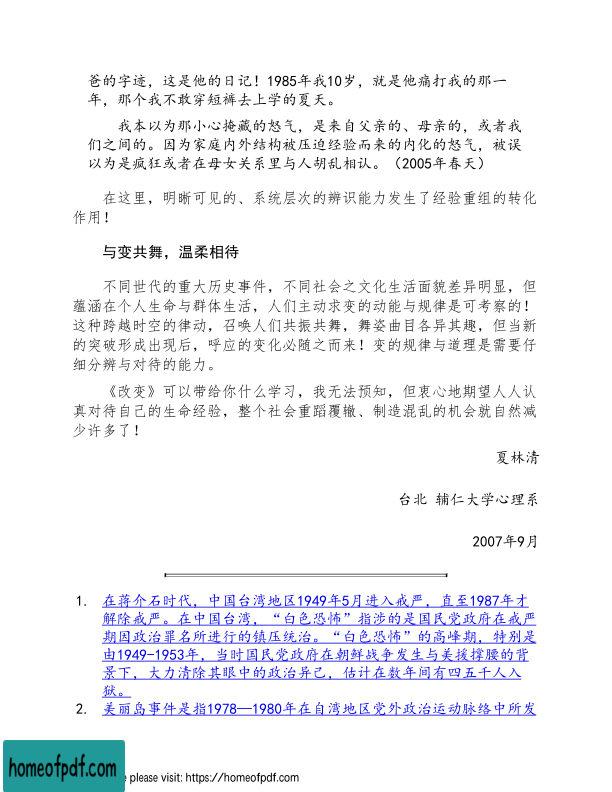 爸的字迹，这是他的日记！1985年我10岁，就是他痛打我的那一
年，那个我不敢穿短裤去上学的夏天。
我本以为那小心掩藏的怒气，是来自父亲的、母亲的，或者我
们之间的。因为家庭内外结构被压迫经验而来的内化的怒气，被误
以为是疯狂或者在母女关系里与人胡乱相认。（2005年春天）
在这里，明晰可见的、系统层次的辨识能力发生了经验重组的转化
作用！
与变共舞，温柔相待
不同世代的重大历史事件，不同社会之文化生活面貌差异明显，但
蕴涵在个人生命与群体生活，人们主动求变的动能与规律是可考察的！
这种跨越时空的律动，召唤人们共振共舞，舞姿曲目各异其趣，但当新
的突破形成出现后，呼应的变化必随之而来！变的规律与道理是需要仔
细分辨与对待的能力。
《改变》可以带给你什么学习，我无法预知，但衷心地期望人人认
真对待自己的生命经验，整个社会重蹈覆辙、制造混乱的机会就自然减
少许多了！
夏林清
台北 辅仁大学心理系
2007年9月
1. 在蒋介石时代，中国台湾地区1949年5月进入戒严，直至1987年才
解除戒严。在中国台湾，“白色恐怖”指涉的是国民党政府在戒严
期因政治罪名所进行的镇压统治。“白色恐怖”的高峰期，特别是
由1949-1953年，当时国民党政府在朝鲜战争发生与美援撑腰的背
景下，大力清除其眼中的政治异己，估计在数年间有四五千人入
狱。
2. 美丽岛事件是指1978—1980年在自湾地区党外政治运动脉络中所发
homeofpdf.com
e please visit: https://homeofpdf.com